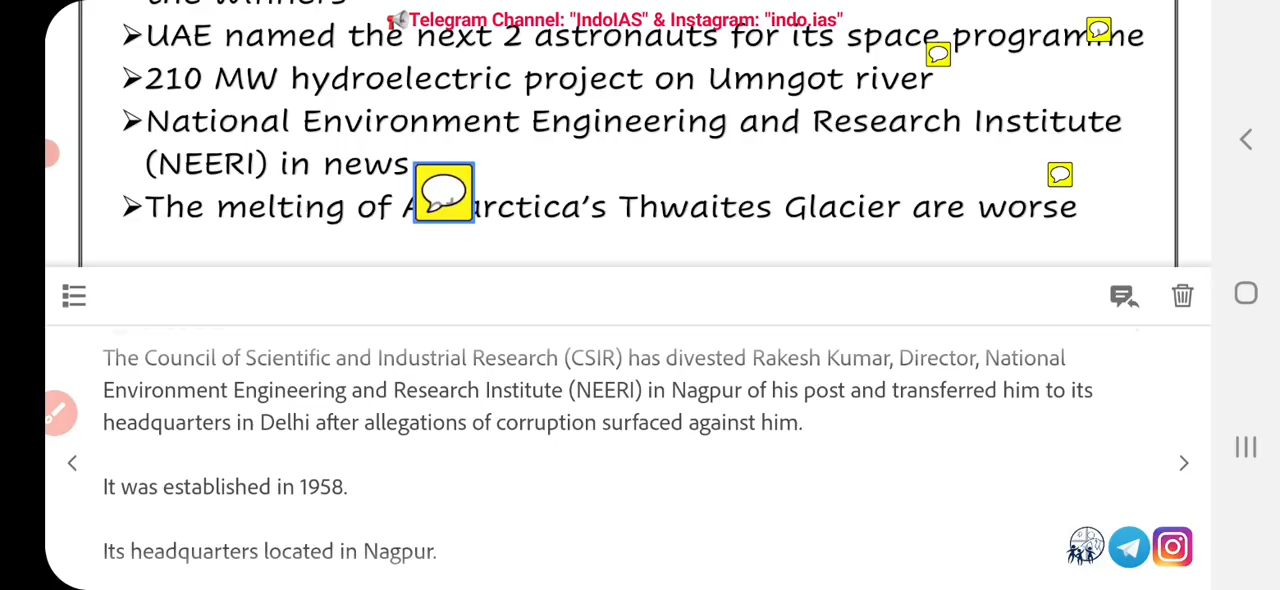 the winners
Telegram Channel: "IndoIAS" & Instagram: "indo.ias"
➤UAE named the next 2 astronauts for its space programme
➤210 MW hydroelectric project on Umngot river
➤National Environment Engineering and Research Institute
(NEERI) in news
➤The melting of Antarctica's Thwaites Glacier are worse
The Council of Scientific and Industrial Research (CSIR) has divested Rakesh Kumar, Director, National
Environment Engineering and Research Institute (NEERI) in Nagpur of his post and transferred him to its
headquarters in Delhi after allegations of corruption surfaced against him.
It was established in 1958.
Its headquarters located in Nagpur.